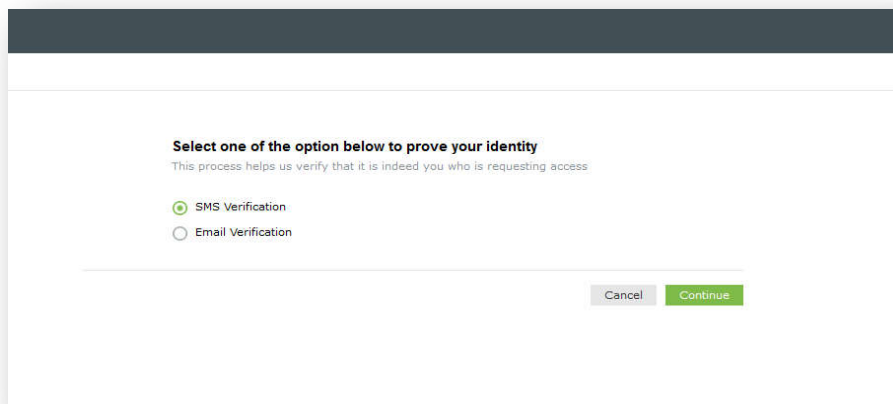 Select one of the option below to prove your identity
This process helps us verify that it is indeed you who is requesting access
SMS Verification
Email Verification
Cancel Continue